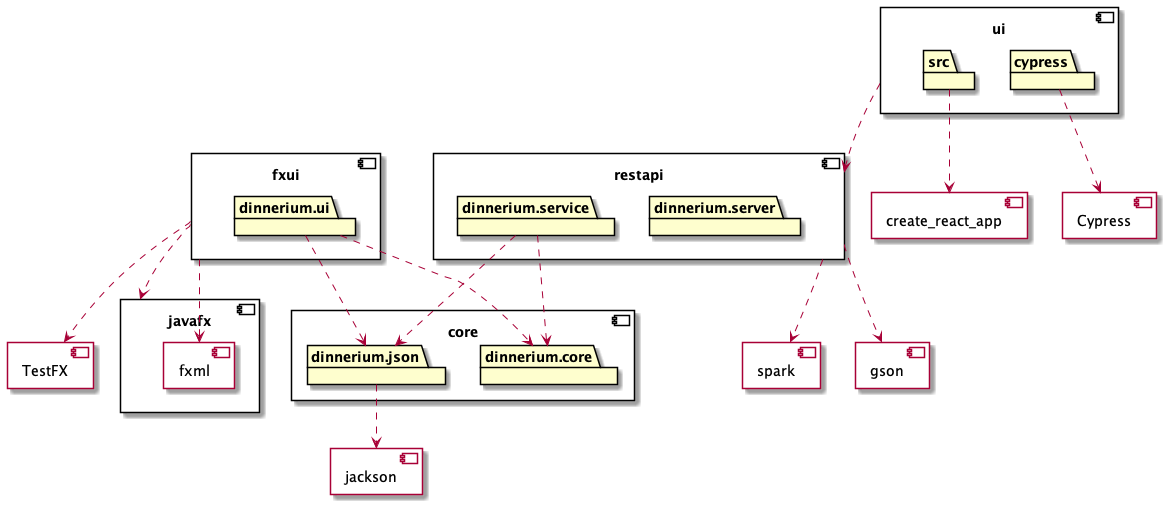 ui
src
cypress
fxui
dinnerium.ui
restapi
dinnerium.service
dinnerium.server
create_react_app
Cypress
javafx
fxml
TestFX
core
dinnerium.json
dinnerium.core
spark
gson
jackson